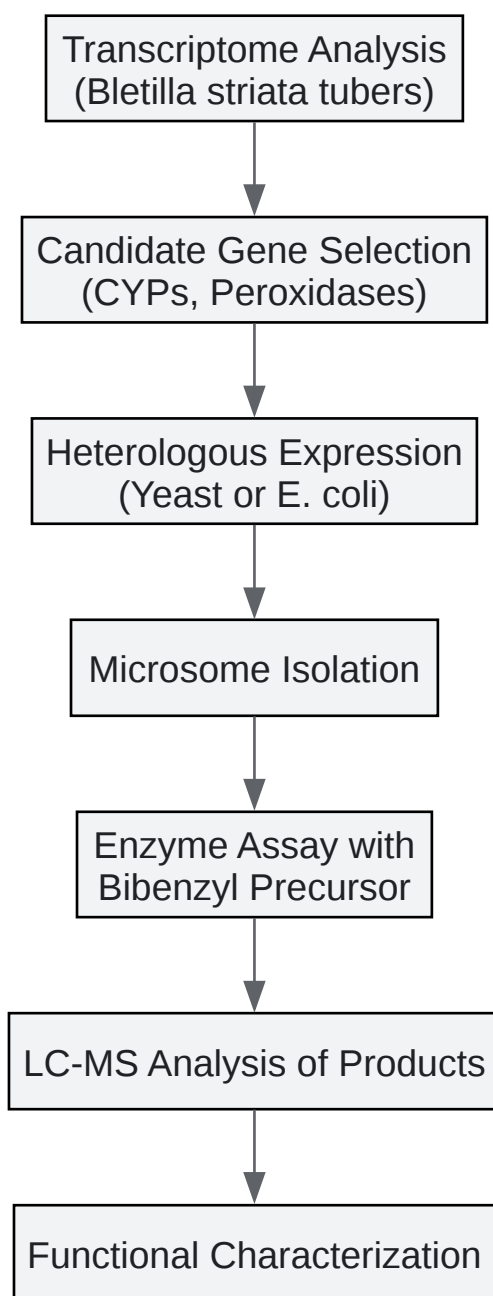 Transcriptome Analysis
(Bletilla striata tubers)
Candidate Gene Selection
(CYPs, Peroxidases)
Heterologous Expression
(Yeast or E. coli)
Microsome Isolation
Enzyme Assay with
Bibenzyl Precursor
LC-MS Analysis of Products
Functional Characterization